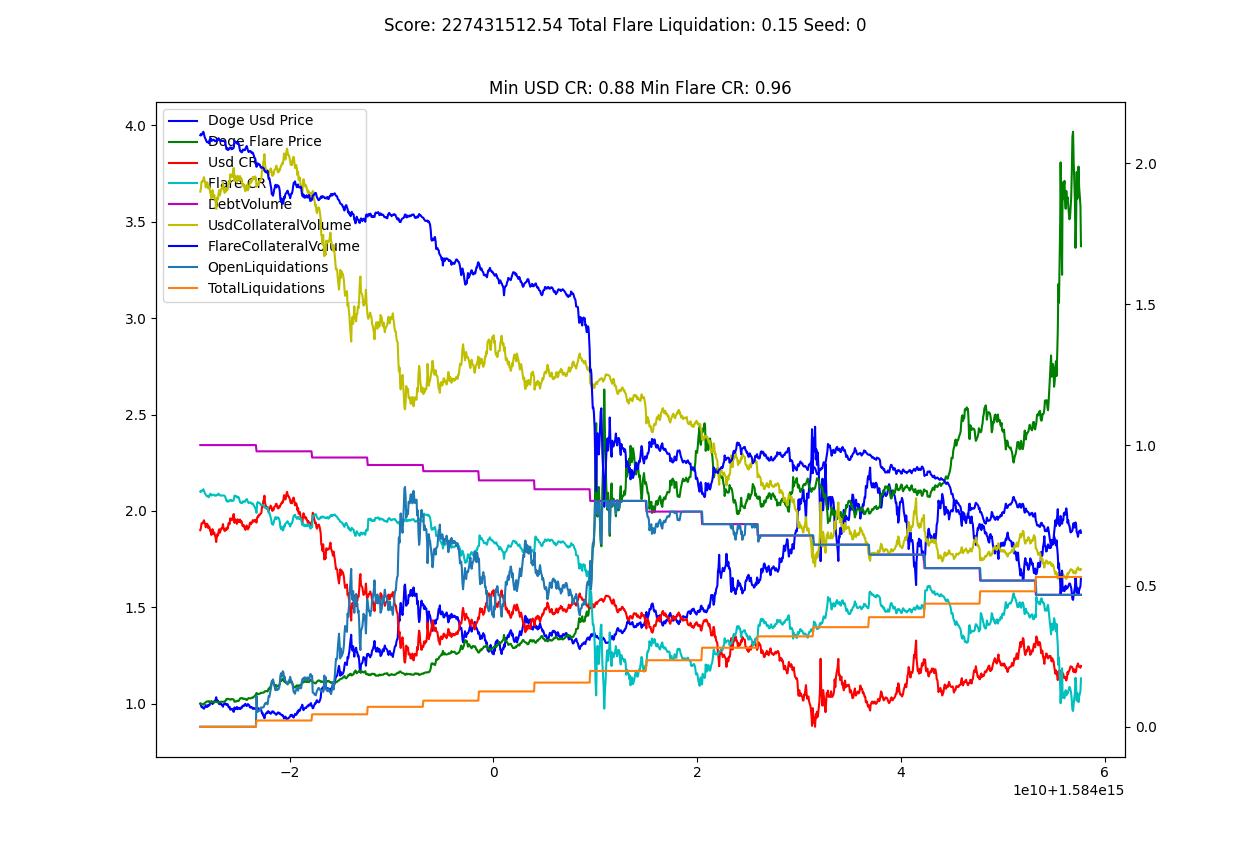 Score: 227431512.54 Total Flare Liquidation: 0.15 Seed: 0
Min USD CR: 0.88 Min Flare CR: 0.96
Doge Usd Price
Doge Flare Price
Usd CR
Flare CR
DebtVolume
UsdCollateralVolume
FlareCollateralVolume
OpenLiquidations
TotalLiquidations
4.0
3.5
3.0
2.5
2.0
1.5
1.0
2.0
1.5
1.0
0.5
0.0
−2
0
2
4
6
1e10+1.584e15